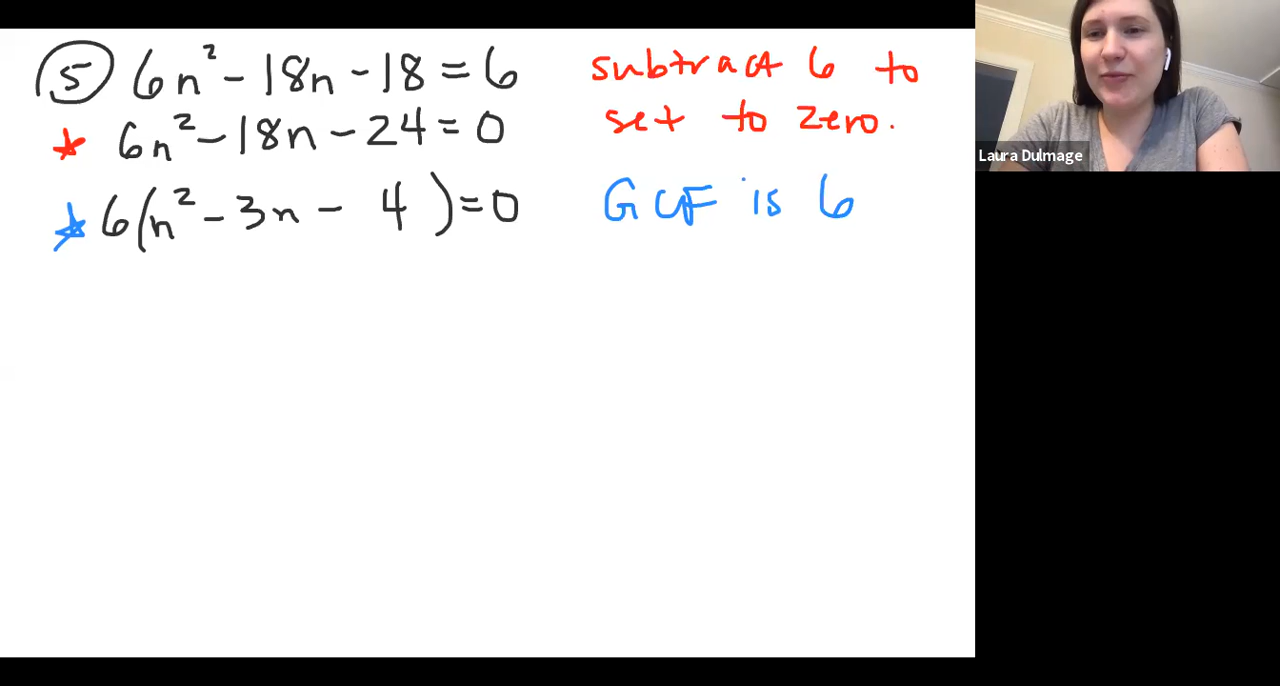 ⑤ 6n² - 18n - 18 = 6
subtract 6 to
set to zero.
★ 6n² - 18n - 24 = 0
★ 6(n² - 3n - 4) = 0
GCF is 6
Laura Dulmage